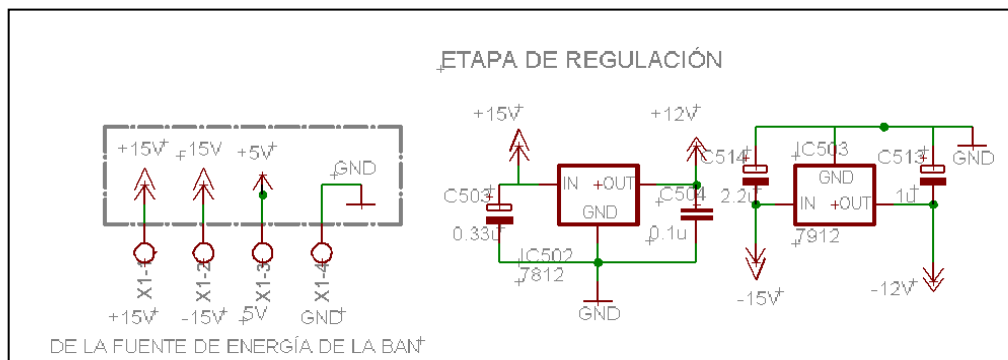 ETAPA DE REGULACIÓN
+15V
+12V
+15V
15V
+5V
GND
C503
0.33u
IN
+OUT
GND
C504
0.1u
IC502
7812
GND
C514
2.2u
IC503
GND
IN
+OUT
7912
C513
1u
GND
-15V
-12V
X1-1
X1-2
X1-3
X1-4
+15V
-15V
5V
GND
DE LA FUENTE DE ENERGÍA DE LA BAN